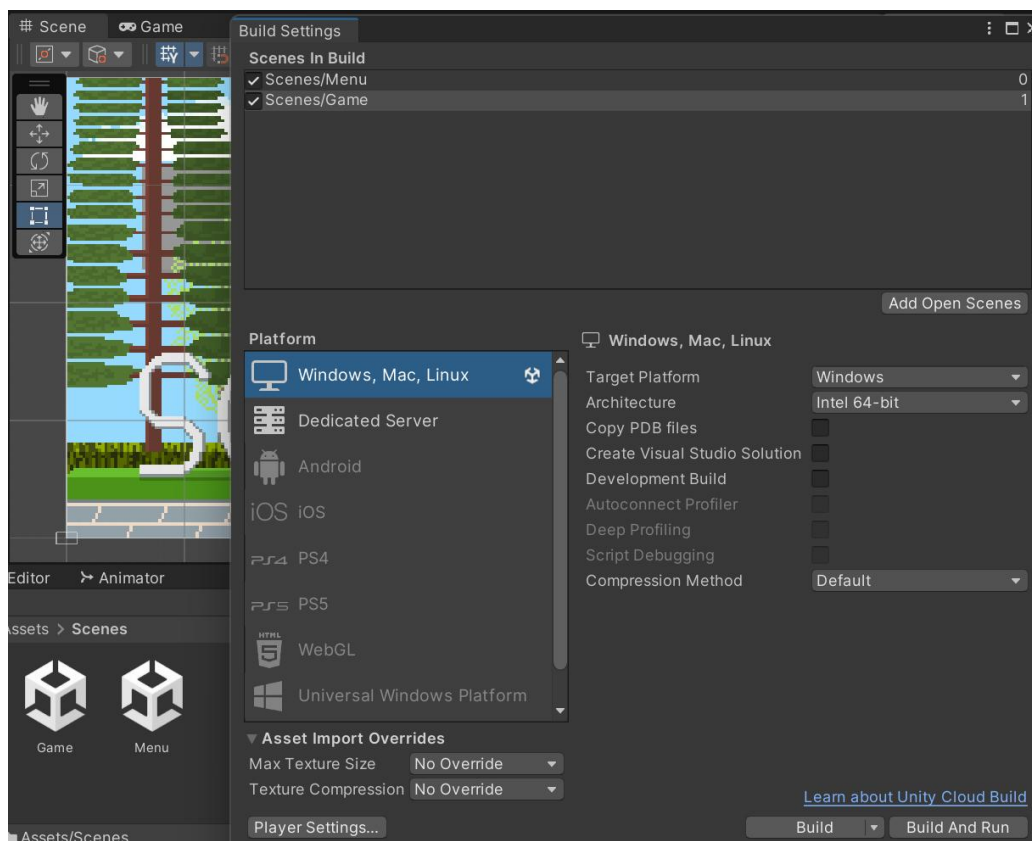 Scene Game
Build Settings
Scenes In Build
Scenes/Menu 0
Scenes/Game 1
Add Open Scenes
Platform
Windows, Mac, Linux
Dedicated Server
Android
iOS iOS
PS4 PS4
PS5 PS5
HTML 5 WebGL
Universal Windows Platform
Windows, Mac, Linux
Target Platform Windows
Architecture Intel 64-bit
Copy PDB files
Create Visual Studio Solution
Development Build
Autoconnect Profiler
Deep Profiling
Script Debugging
Compression Method Default
Editor Animator
Assets > Scenes
Game Menu
Assets/Scenes
Asset Import Overrides
Max Texture Size No Override
Texture Compression No Override
Learn about Unity Cloud Build
Player Settings... Build Build And Run